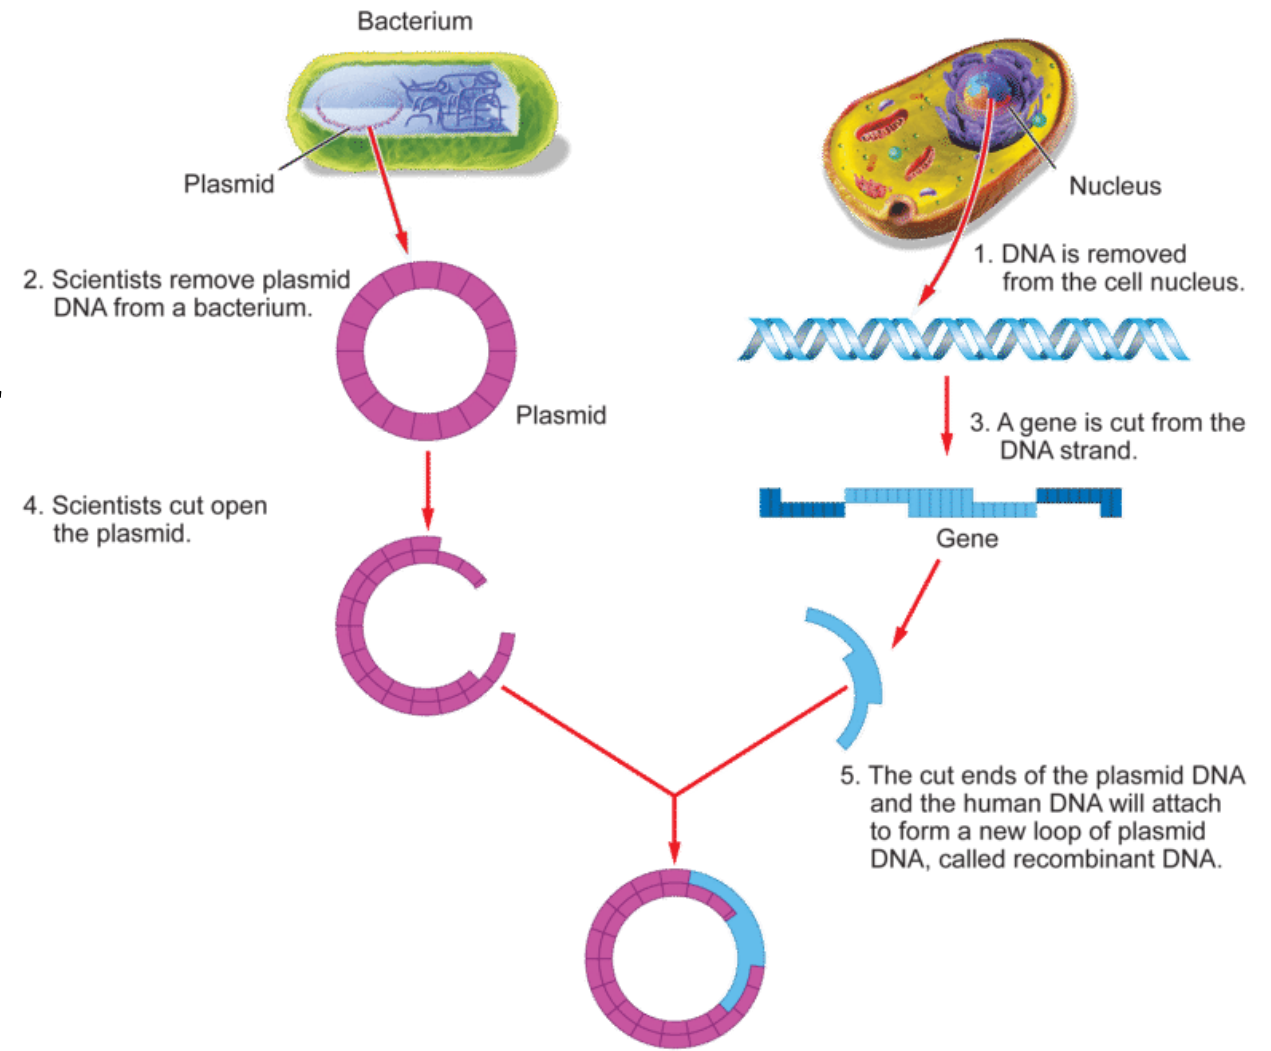 Bacterium
Plasmid
Nucleus
1. DNA is removed
from the cell nucleus.
2. Scientists remove plasmid
DNA from a bacterium.
Plasmid
3. A gene is cut from the
DNA strand.
4. Scientists cut open
the plasmid.
Gene
5. The cut ends of the plasmid DNA
and the human DNA will attach
to form a new loop of plasmid
DNA, called recombinant DNA.